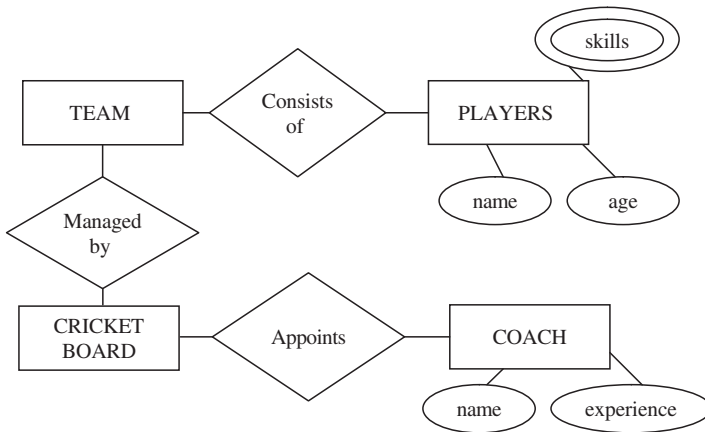 skills
TEAM
Consists
of
PLAYERS
name
age
Managed
by
CRICKET
BOARD
Appoints
COACH
name
experience